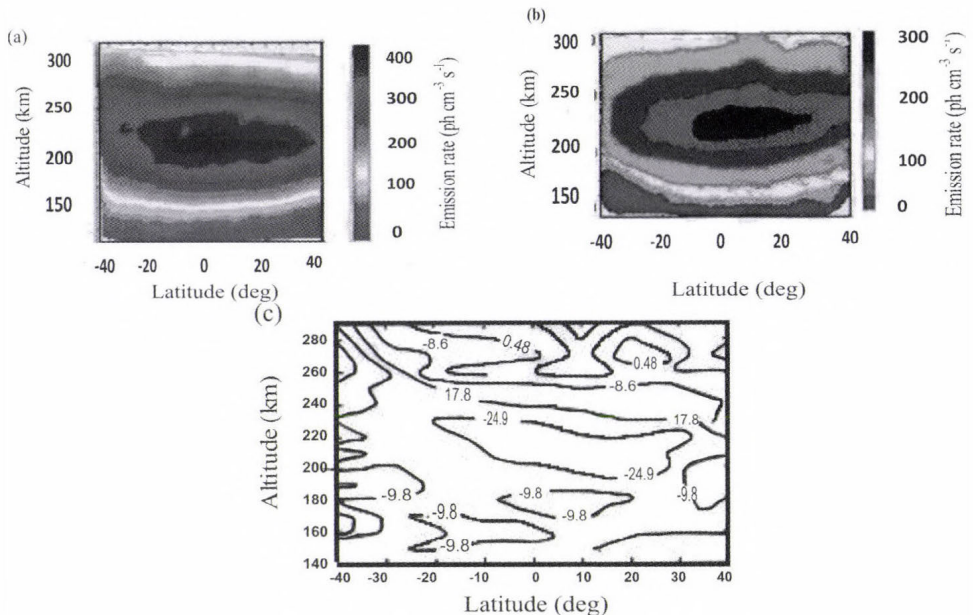 (a)
300
250
200
150
Altitude (km)
-40 -20 0 20 40
Latitude (deg)
400
300
200
100
0
Emission rate (ph cm⁻³ s⁻¹)
(b)
300
250
200
150
Altitude (km)
-40 -20 0 20 40
Latitude (deg)
300
200
100
0
Emission rate (ph cm⁻³ s⁻¹)
(c)
280
260
240
220
200
180
160
140
Altitude (km)
-8.6 0.48 0.48
-8.6
17.8
-24.9 17.8
-24.9
-9.8 -9.8 -9.8
-9.8 -9.8
-9.8
-40 -30 -20 -10 0 10 20 30 40
Latitude (deg)